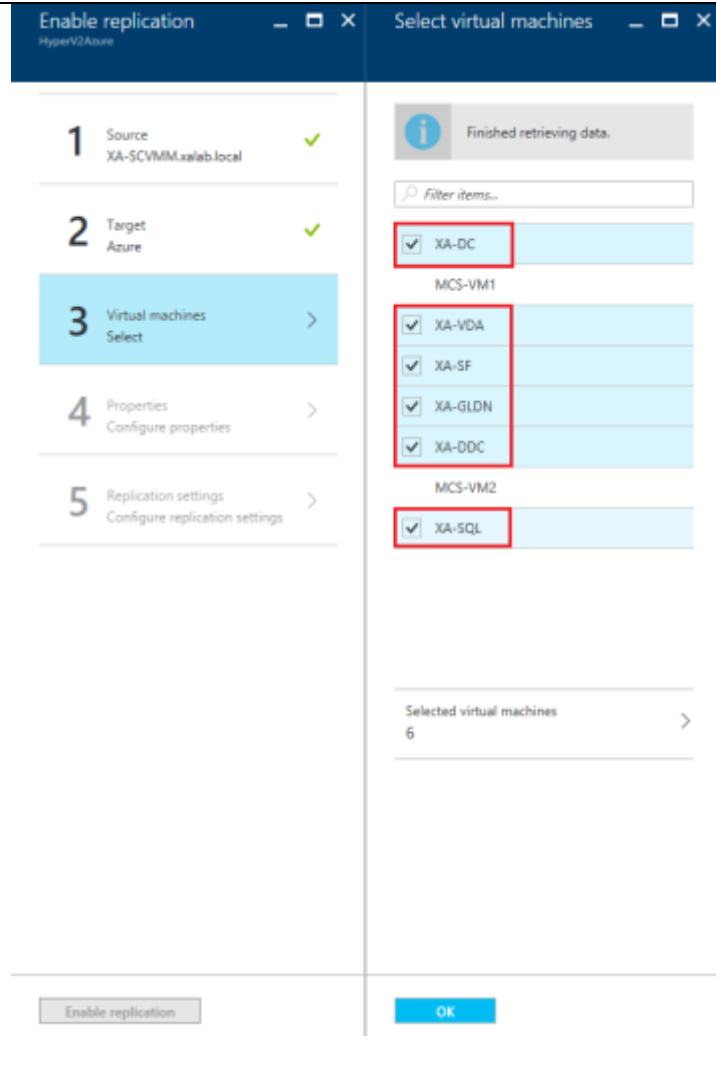 Enable replication
HyperV2Azure
1
Source
XA-SCVMM.xalab.local
2
Target
Azure
3
Virtual machines
Select
4
Properties
Configure properties
5
Replication settings
Configure replication settings
Enable replication
Select virtual machines
Finished retrieving data.
Filter items...
XA-DC
MCS-VM1
XA-VDA
XA-SF
XA-GLDN
XA-DDC
MCS-VM2
XA-SQL
Selected virtual machines
6
OK